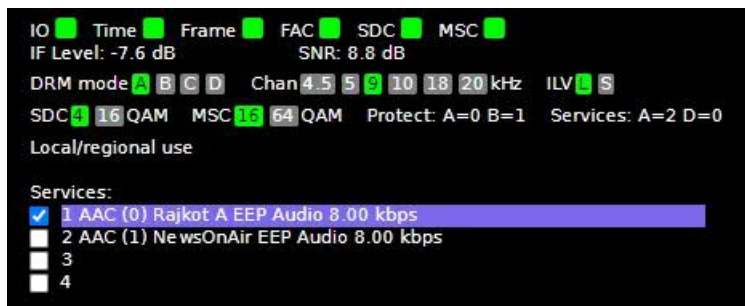 IO Time Frame FAC SDC MSC
IF Level: -7.6 dB SNR: 8.8 dB
DRM mode A B C D Chan 4.5 5 9 10 18 20 kHz ILV L S
SDC 4 16 QAM MSC 16 64 QAM Protect: A=0 B=1 Services: A=2 D=0
Local/regional use
Services:
1 AAC (0) Rajkot A EEP Audio 8.00 kbps
2 AAC (1) NewsOnAir EEP Audio 8.00 kbps
3
4